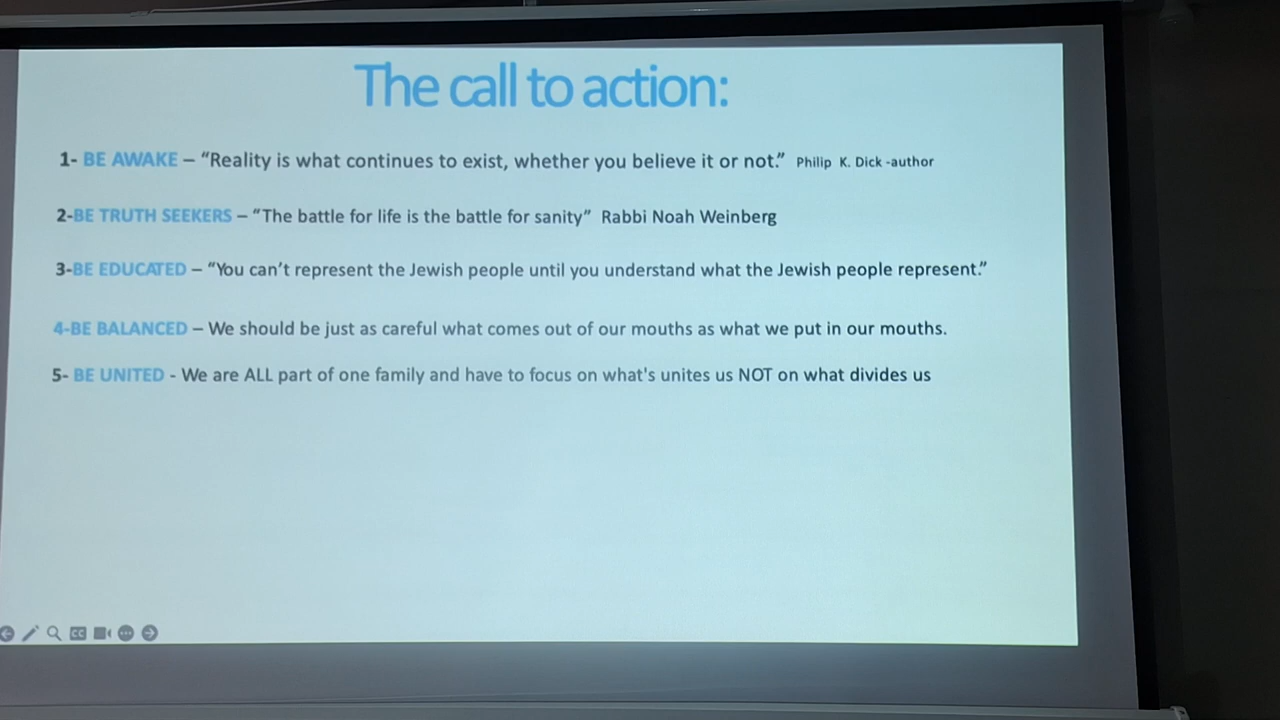 The call to action:
1- BE AWAKE – “Reality is what continues to exist, whether you believe it or not.” Philip K. Dick -author
2-BE TRUTH SEEKERS – “The battle for life is the battle for sanity” Rabbi Noah Weinberg
3-BE EDUCATED – “You can’t represent the Jewish people until you understand what the Jewish people represent.”
4-BE BALANCED – We should be just as careful what comes out of our mouths as what we put in our mouths.
5- BE UNITED - We are ALL part of one family and have to focus on what's unites us NOT on what divides us
CC